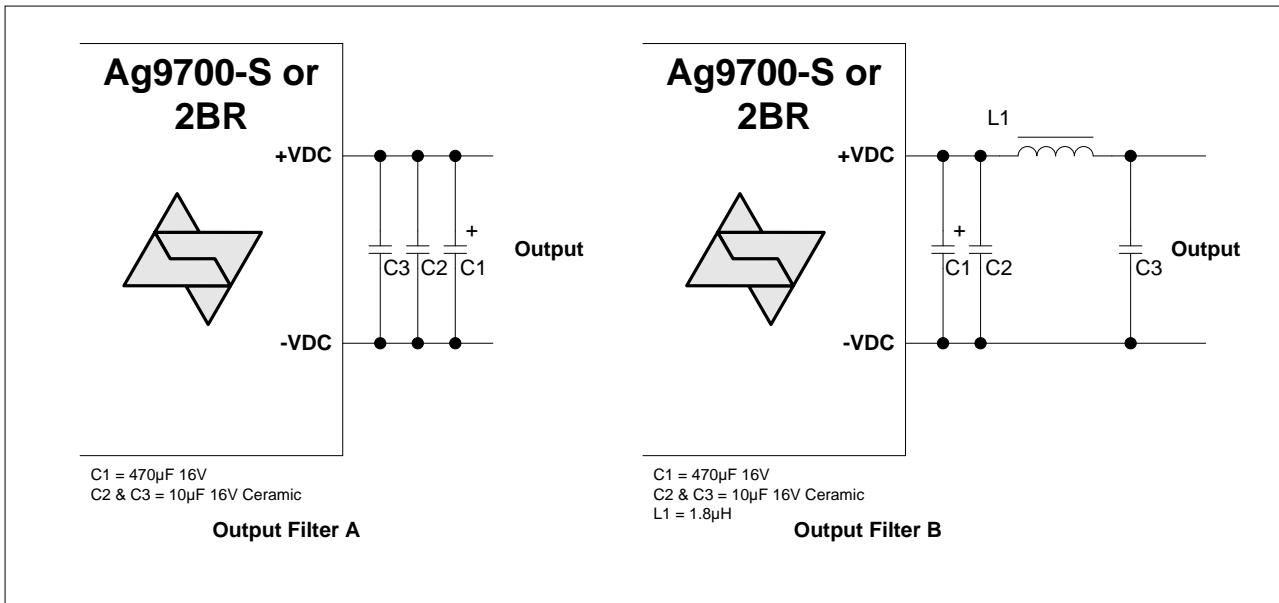 Ag9700-S or
2BR
+VDC
+
C3
C2
C1
Output
-VDC
C1 = 470µF 16V
C2 & C3 = 10µF 16V Ceramic
Output Filter A
Ag9700-S or
2BR
L1
+VDC
+
C1
C2
C3
Output
-VDC
C1 = 470µF 16V
C2 & C3 = 10µF 16V Ceramic
L1 = 1.8µH
Output Filter B